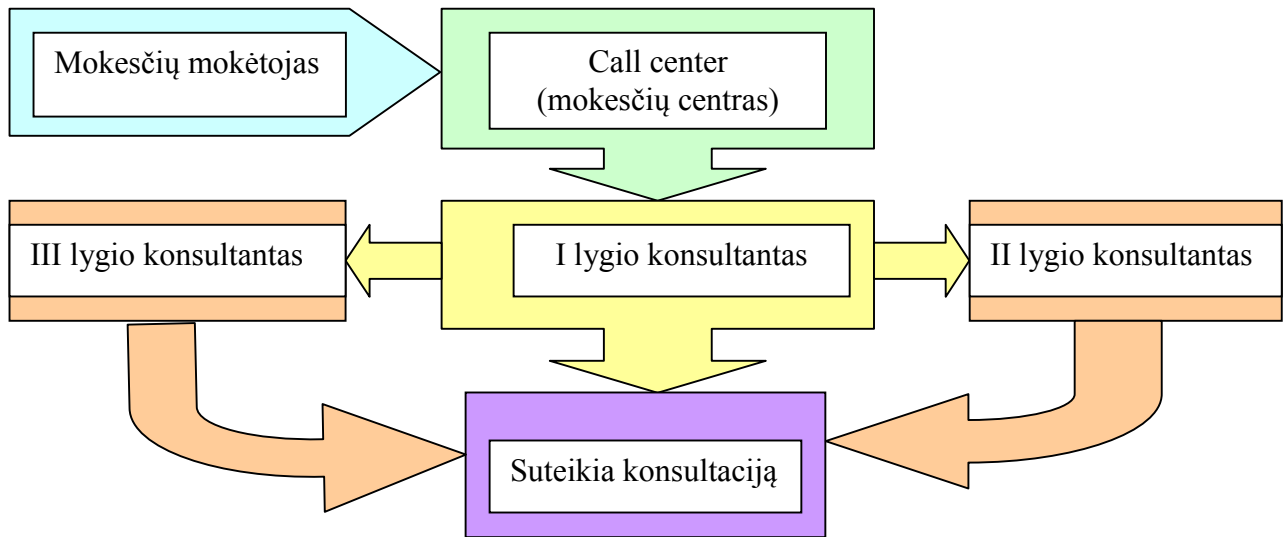 Mokesčių mokėtojas
Call center
(mokesčių centras)
III lygio konsultantas
I lygio konsultantas
II lygio konsultantas
Suteikia konsultaciją